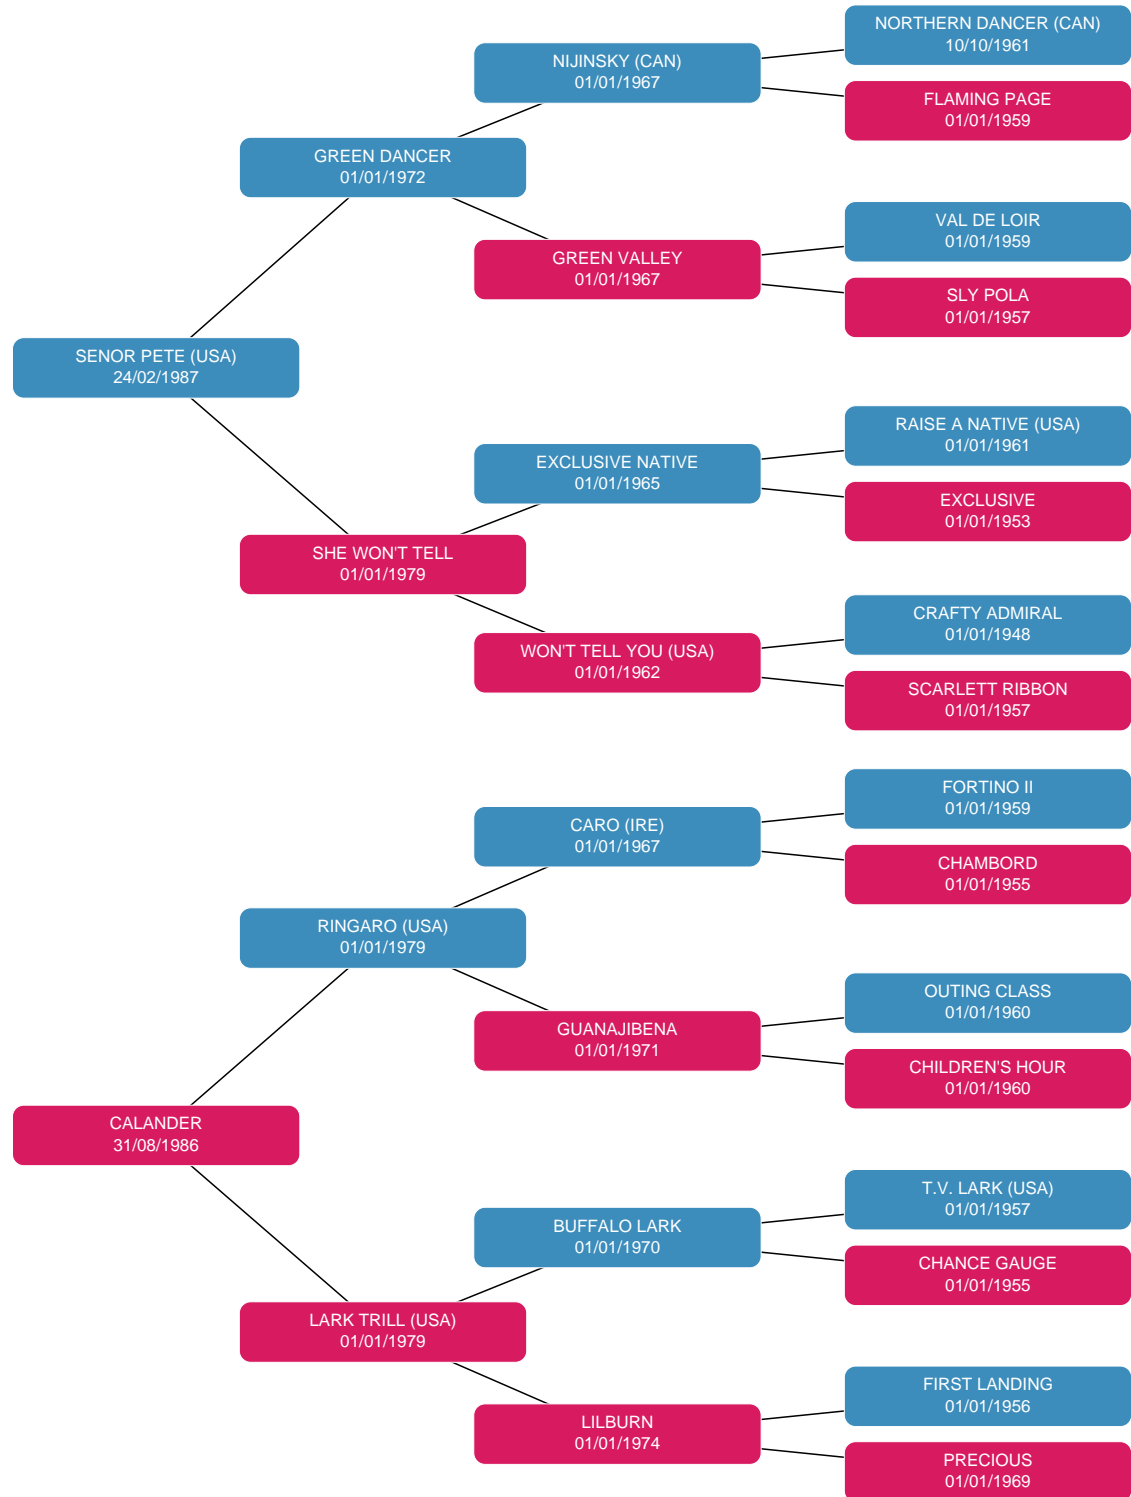 NORTHERN DANCER (CAN)
10/10/1961
NIJINSKY (CAN)
01/01/1967
FLAMING PAGE
01/01/1959
GREEN DANCER
01/01/1972
VAL DE LOIR
01/01/1959
GREEN VALLEY
01/01/1967
SLY POLA
01/01/1957
SENOR PETE (USA)
24/02/1987
RAISE A NATIVE (USA)
01/01/1961
EXCLUSIVE NATIVE
01/01/1965
EXCLUSIVE
01/01/1953
SHE WON'T TELL
01/01/1979
CRAFTY ADMIRAL
01/01/1948
WON'T TELL YOU (USA)
01/01/1962
SCARLETT RIBBON
01/01/1957
FORTINO II
01/01/1959
CARO (IRE)
01/01/1967
CHAMBORD
01/01/1955
RINGARO (USA)
01/01/1979
OUTING CLASS
01/01/1960
GUANAJIBENA
01/01/1971
CHILDREN'S HOUR
01/01/1960
CALANDER
31/08/1986
T.V. LARK (USA)
01/01/1957
BUFFALO LARK
01/01/1970
CHANCE GAUGE
01/01/1955
LARK TRILL (USA)
01/01/1979
FIRST LANDING
01/01/1956
LILBURN
01/01/1974
PRECIOUS
01/01/1969